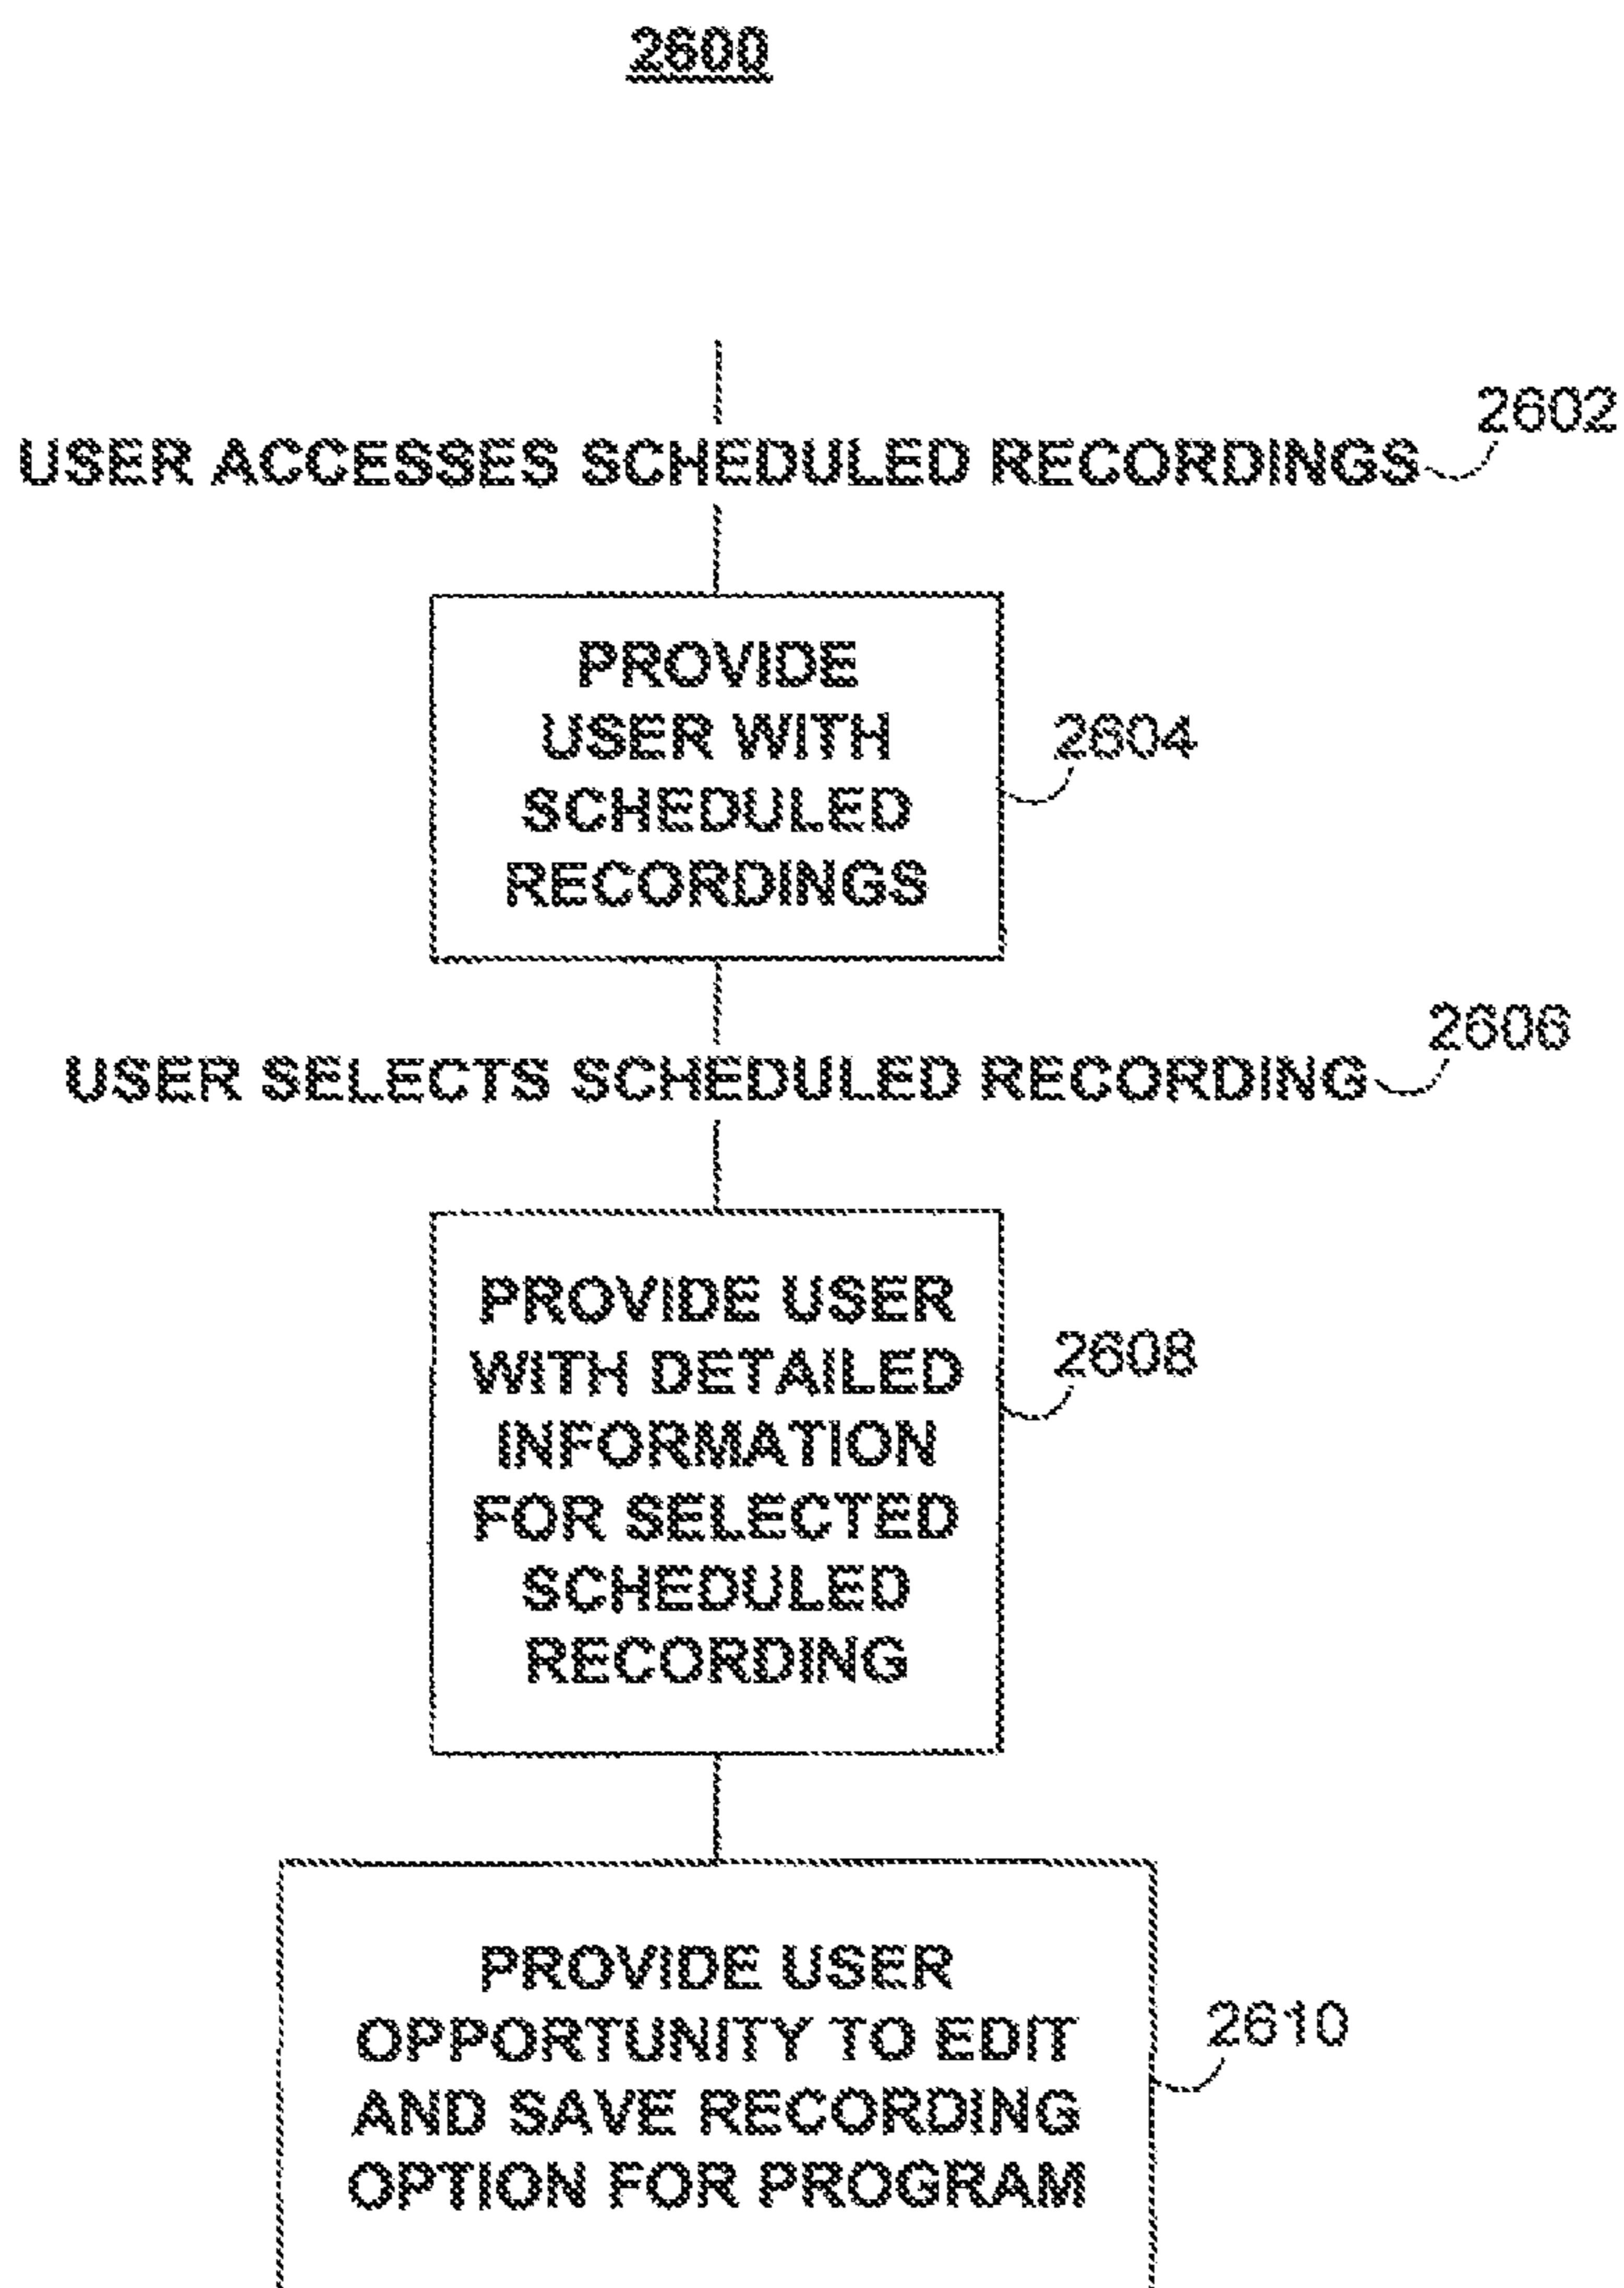 2600
2602
USER ACCESSES SCHEDULED RECORDINGS
PROVIDE
USER WITH
SCHEDULED
RECORDINGS
2604
2606
USER SELECTS SCHEDULED RECORDING
PROVIDE USER
WITH DETAILED
INFORMATION
FOR SELECTED
SCHEDULED
RECORDING
2608
PROVIDE USER
OPPORTUNITY TO EDIT
AND SAVE RECORDING
OPTION FOR PROGRAM
2610